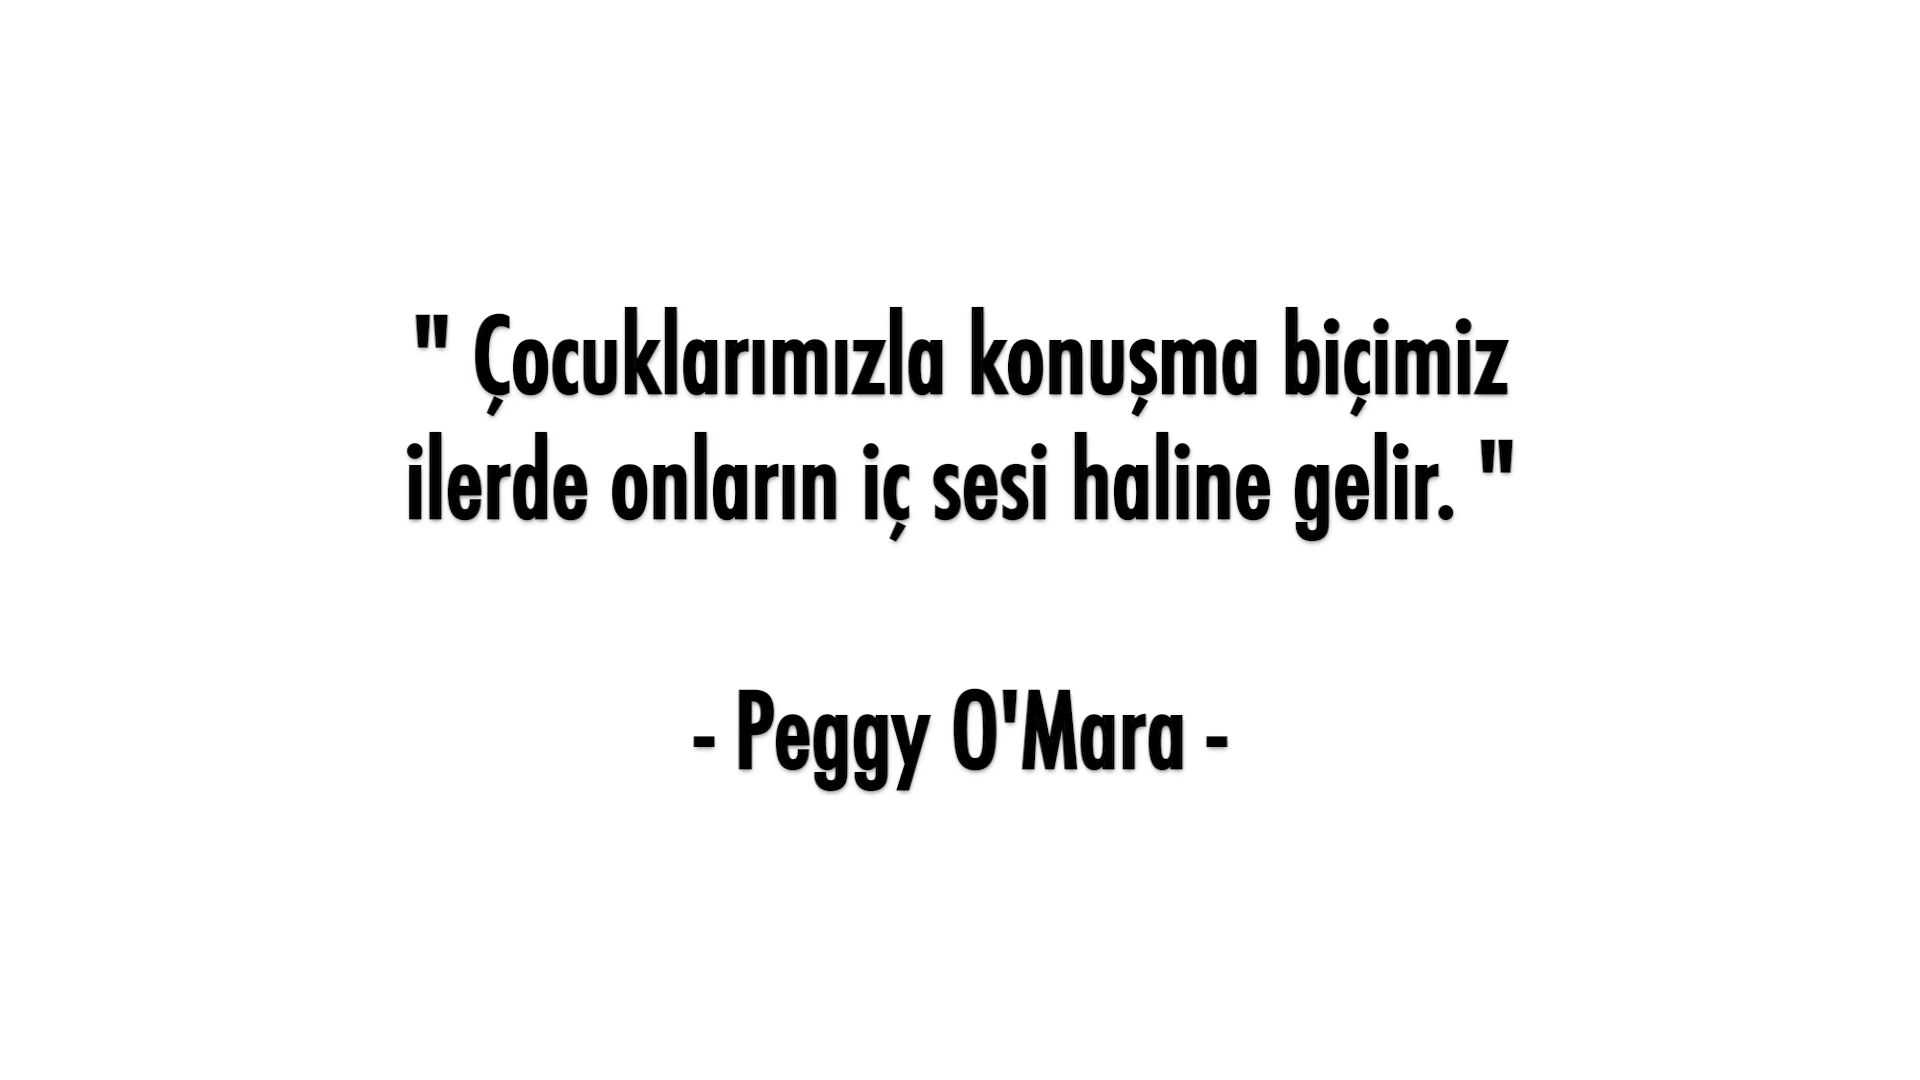 " Çocuklarımızla konuşma biçimiz
ilerde onların iç sesi haline gelir. "
- Peggy O'Mara -